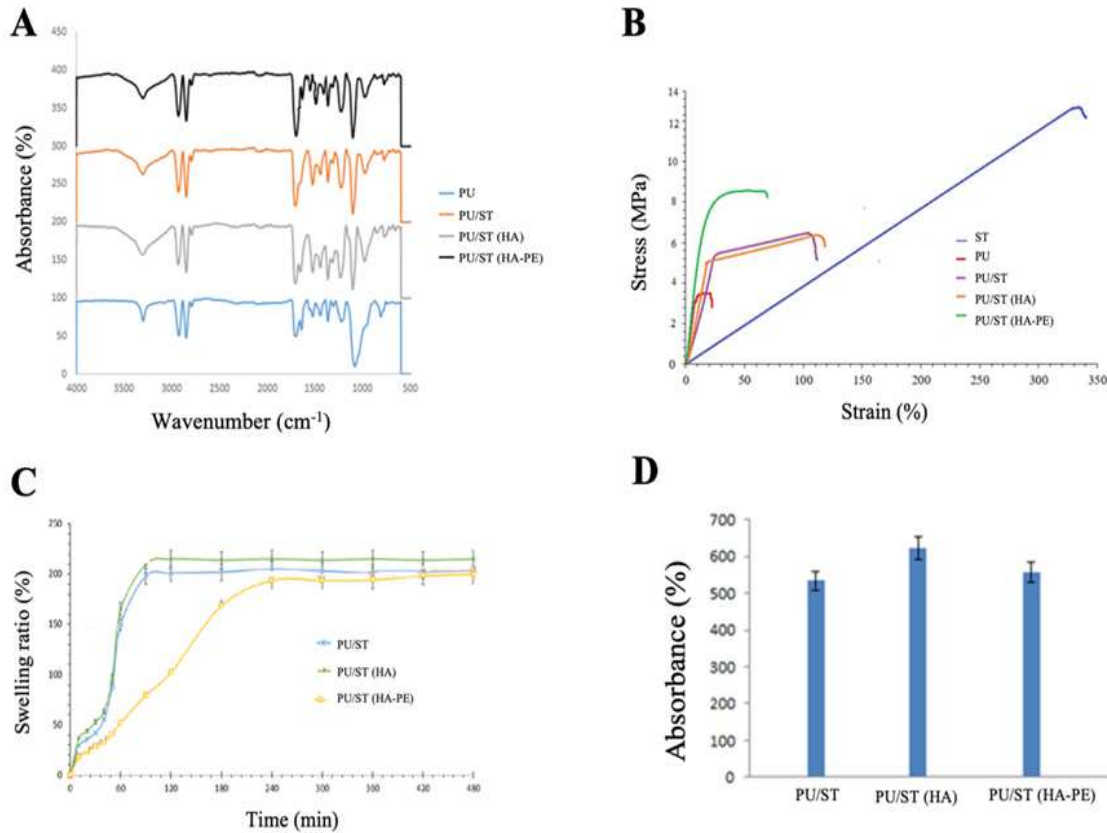 A
Absorbance (%)
450
400
350
300
250
200
150
100
50
0
4000 3500 3000 2500 2000 1500 1000 500
Wavenumber (cm⁻¹)
PU
PU/ST
PU/ST (HA)
PU/ST (HA-PE)
B
Stress (MPa)
14
12
10
8
6
4
2
0
0 50 100 150 200 250 300 350
Strain (%)
ST
PU
PU/ST
PU/ST (HA)
PU/ST (HA-PE)
C
Swelling ratio (%)
250
200
150
100
50
0
0 60 120 180 240 300 360 420 480
Time (min)
PU/ST
PU/ST (HA)
PU/ST (HA-PE)
D
Absorbance (%)
700
600
500
400
300
200
100
0
PU/ST PU/ST (HA) PU/ST (HA-PE)